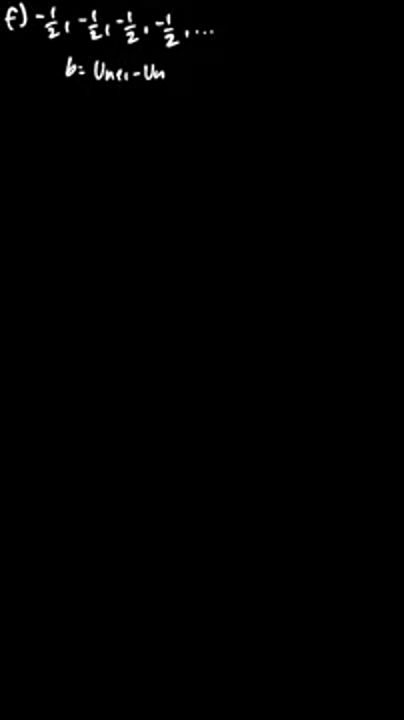 f) -1/2, -1/2, -1/2, -1/2, ...
b = Un+1 - Un